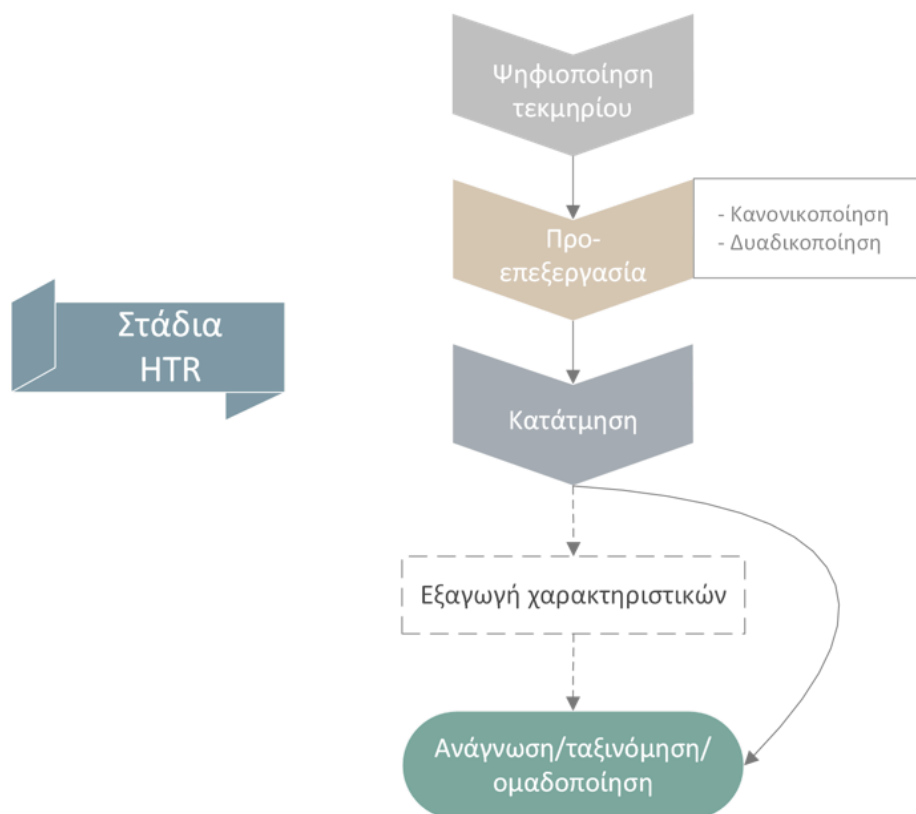 Ψηφιοποίηση
τεκμηρίου
Προ-
επεξεργασία
- Κανονικοποίηση
- Δυαδικοποίηση
Στάδια
HTR
Κατάτμηση
Εξαγωγή χαρακτηριστικών
Ανάγνωση/ταξινόμηση/
ομαδοποίηση